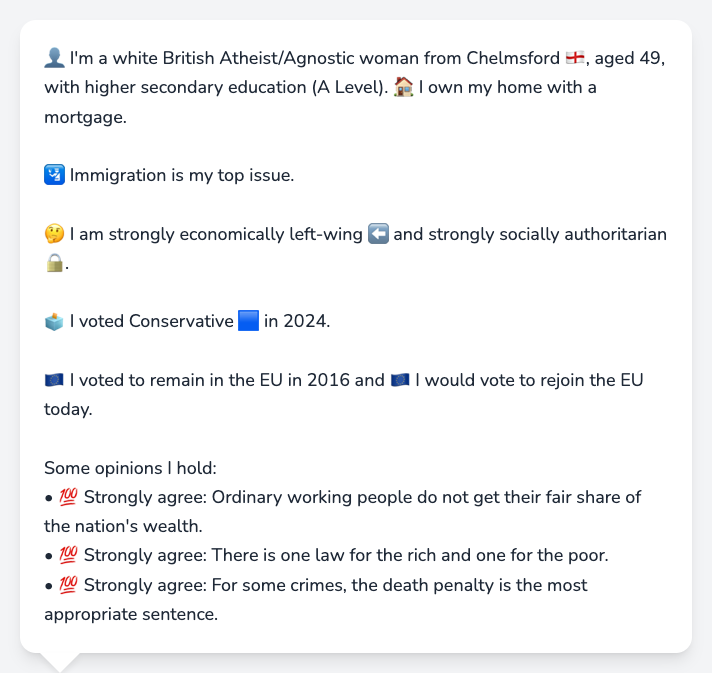 👤 I'm a white British Atheist/Agnostic woman from Chelmsford 🏴󠁧󠁢󠁥󠁮󠁧󠁿, aged 49,
with higher secondary education (A Level). 🏠 I own my home with a
mortgage.
🛂 Immigration is my top issue.
🤔 I am strongly economically left-wing ⬅️ and strongly socially authoritarian
🔒.
🗳️ I voted Conservative 🟦 in 2024.
🇪🇺 I voted to remain in the EU in 2016 and 🇪🇺 I would vote to rejoin the EU
today.
Some opinions I hold:
• 💯 Strongly agree: Ordinary working people do not get their fair share of
the nation's wealth.
• 💯 Strongly agree: There is one law for the rich and one for the poor.
• 💯 Strongly agree: For some crimes, the death penalty is the most
appropriate sentence.